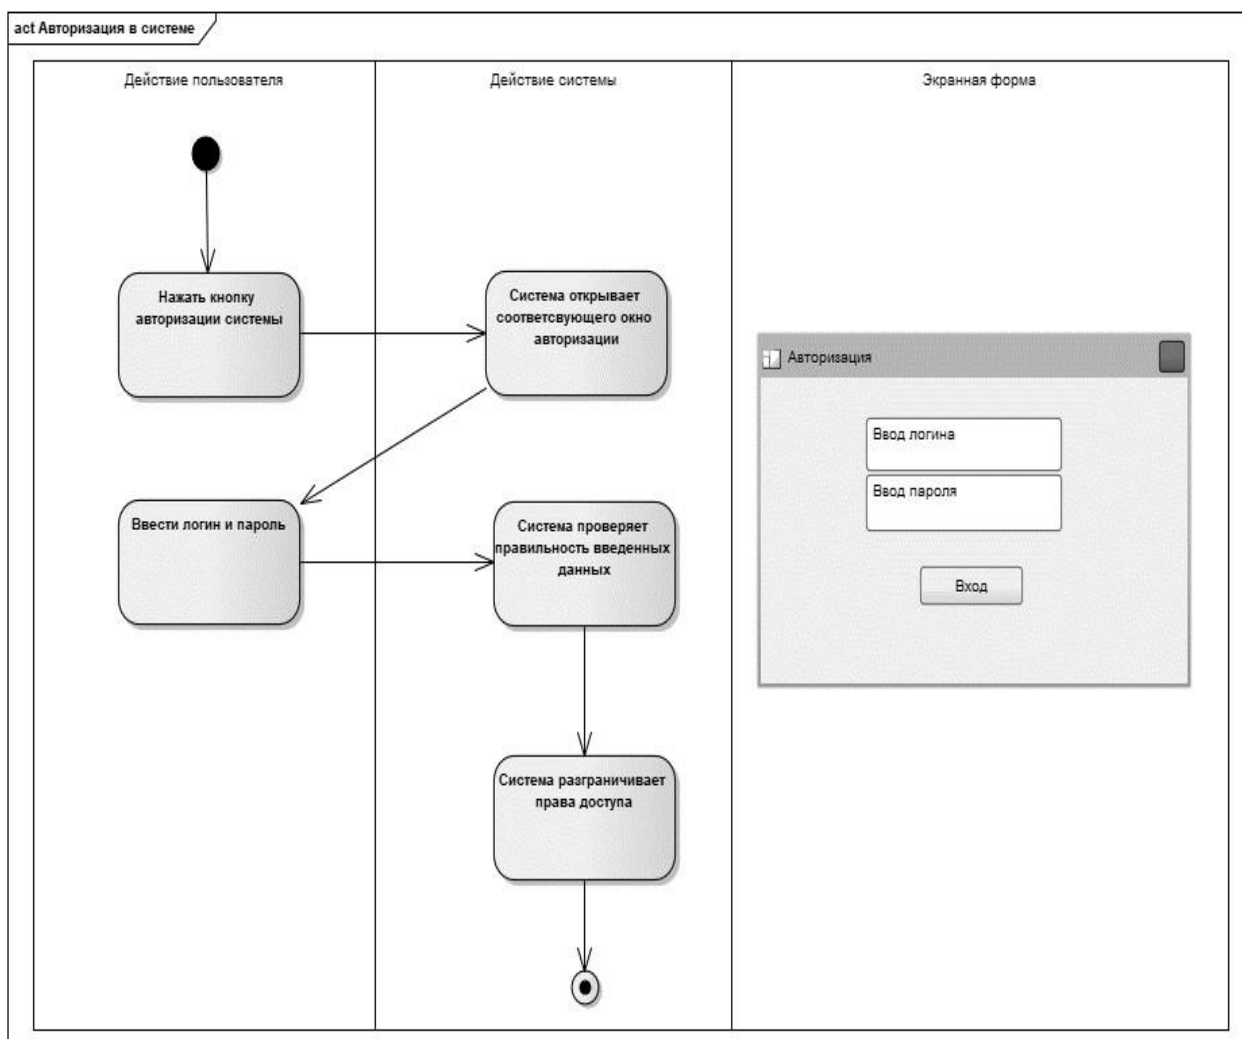 act Авторизация в системе
Действие пользователя
Действие системы
Экранная форма
Нажать кнопку
авторизации системы
Система открывает
соответсвующего окно
авторизации
Ввести логин и пароль
Система проверяет
правильность введенных
данных
Система разграничивает
права доступа
Авторизация
Ввод логина
Ввод пароля
Вход